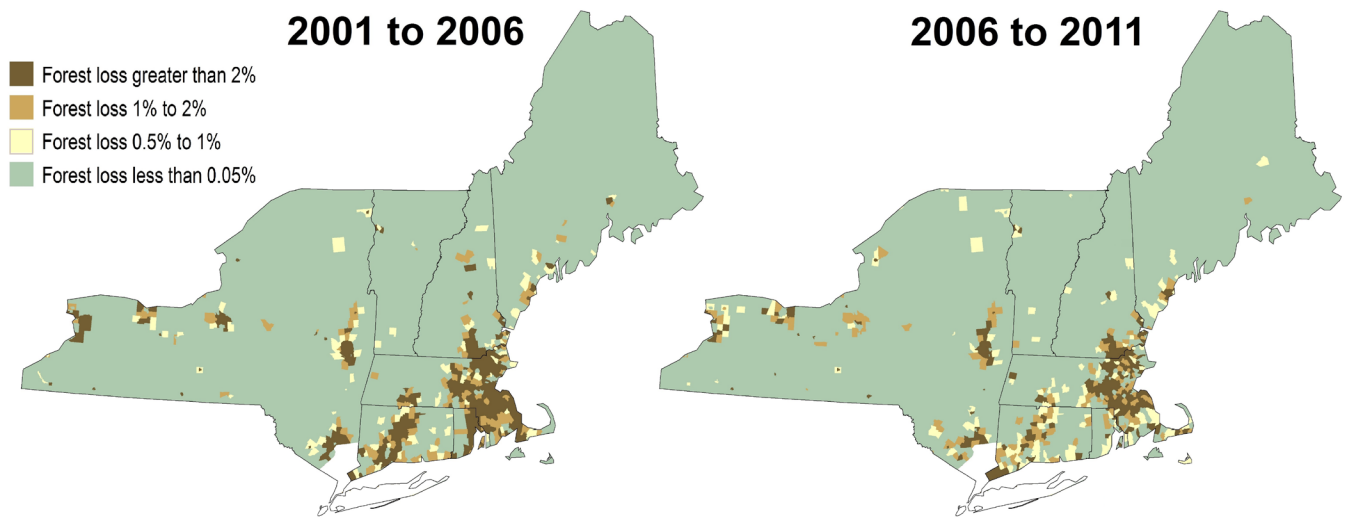 2001 to 2006
2006 to 2011
Forest loss greater than 2%
Forest loss 1% to 2%
Forest loss 0.5% to 1%
Forest loss less than 0.05%